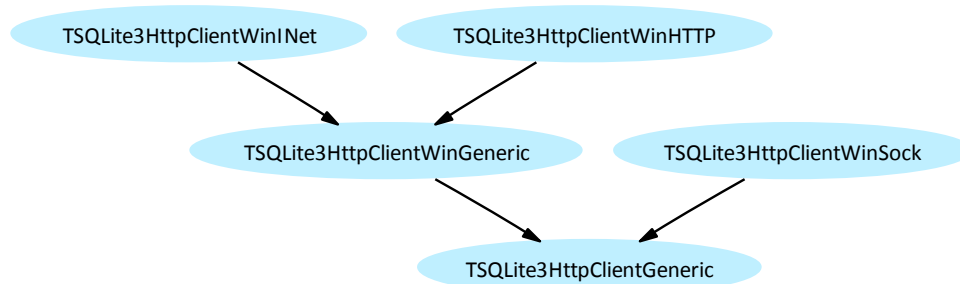 TSQLite3HttpClientWinINet
TSQLite3HttpClientWinHTTP
TSQLite3HttpClientWinGeneric
TSQLite3HttpClientWinSock
TSQLite3HttpClientGeneric